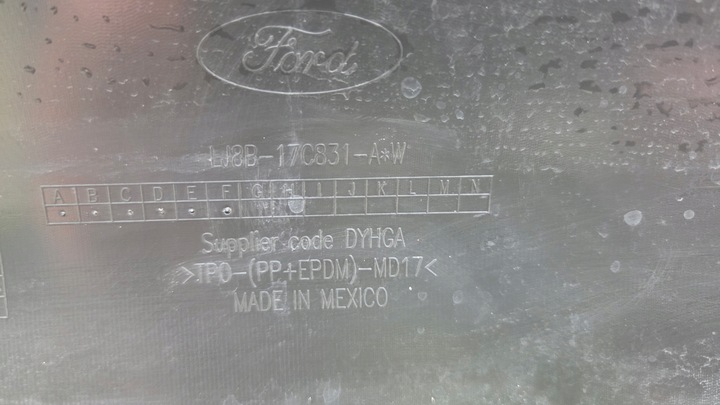 Ford
LJ8B-17C831-A*W
A B C D E F G H I J K L M N
Supplier code DYHGA
>TPO-(PP+EPDM)-MD17<
MADE IN MEXICO